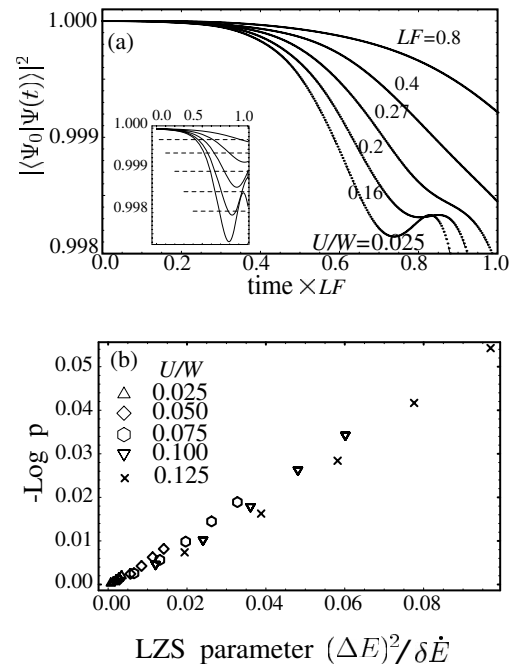 1.000
(a)
LF=0.8
0.4
0.27
0.2
0.16
U/W=0.025
0.999
0.998
|⟨Ψ₀|Ψ(t)⟩|²
0.0 0.5 1.0
1.000
0.999
0.998
0.0 0.2 0.4 0.6 0.8 1.0
time × LF
(b)
U/W
0.025
0.050
0.075
0.100
0.125
0.05
0.04
0.03
0.02
0.01
0.00
-Log p
0.00 0.02 0.04 0.06 0.08
LZS parameter (ΔE)²/δĖ